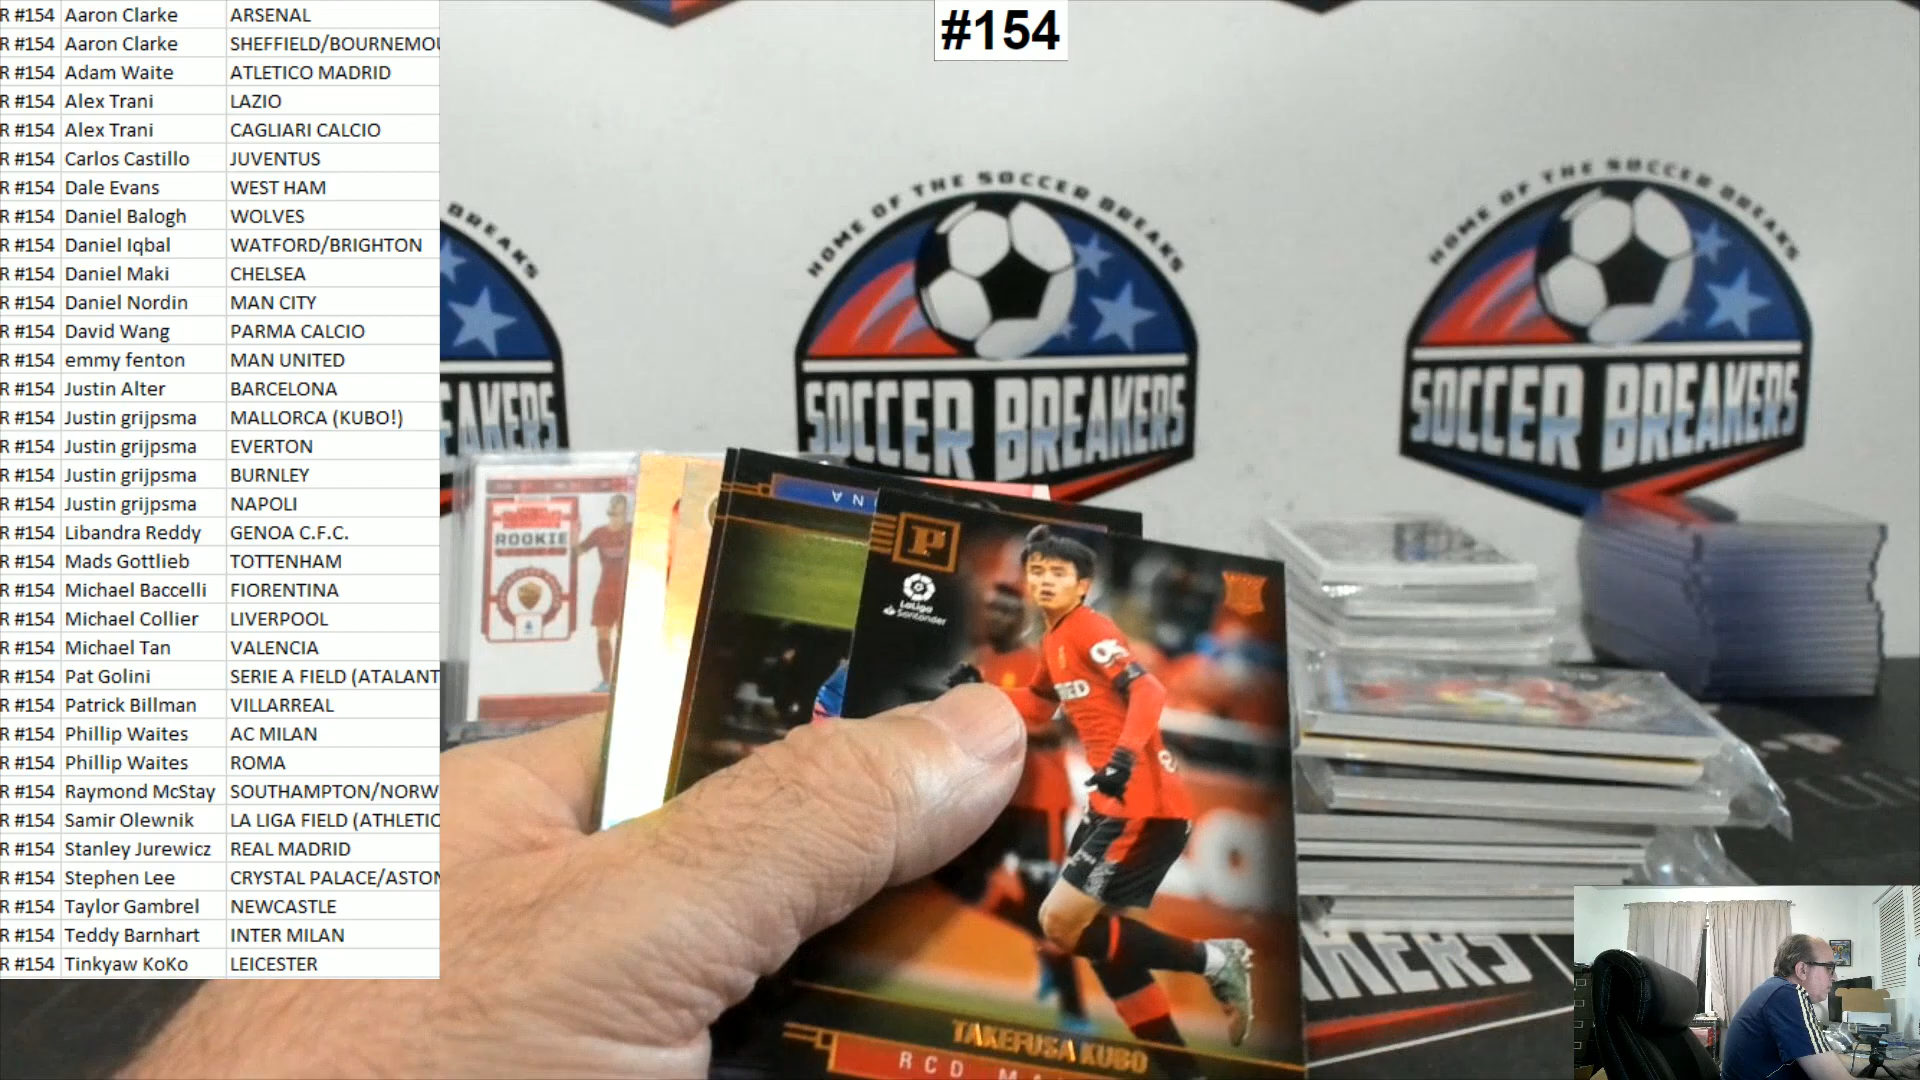 #154
R #154 Aaron Clarke ARSENAL
R #154 Aaron Clarke SHEFFIELD/BOURNEMOU
R #154 Adam Waite ATLETICO MADRID
R #154 Alex Trani LAZIO
R #154 Alex Trani CAGLIARI CALCIO
R #154 Carlos Castillo JUVENTUS
R #154 Dale Evans WEST HAM
R #154 Daniel Balogh WOLVES
R #154 Daniel Iqbal WATFORD/BRIGHTON
R #154 Daniel Maki CHELSEA
R #154 Daniel Nordin MAN CITY
R #154 David Wang PARMA CALCIO
R #154 emmy fenton MAN UNITED
R #154 Justin Alter BARCELONA
R #154 Justin grijpsma MALLORCA (KUBO!)
R #154 Justin grijpsma EVERTON
R #154 Justin grijpsma BURNLEY
R #154 Justin grijpsma NAPOLI
R #154 Libandra Reddy GENOA C.F.C.
R #154 Mads Gottlieb TOTTENHAM
R #154 Michael Baccelli FIORENTINA
R #154 Michael Collier LIVERPOOL
R #154 Michael Tan VALENCIA
R #154 Pat Golini SERIE A FIELD (ATALANT
R #154 Patrick Billman VILLARREAL
R #154 Phillip Waites AC MILAN
R #154 Phillip Waites ROMA
R #154 Raymond McStay SOUTHAMPTON/NORW
R #154 Samir Olewnik LA LIGA FIELD (ATHLETIC
R #154 Stanley Jurewicz REAL MADRID
R #154 Stephen Lee CRYSTAL PALACE/ASTON
R #154 Taylor Gambrel NEWCASTLE
R #154 Teddy Barnhart INTER MILAN
R #154 Tinkyaw KoKo LEICESTER
BREAKS
EAKERS
HOME OF THE SOCCER BREAKS
SOCCER BREAKERS
HOME OF THE SOCCER BREAKS
SOCCER BREAKERS
ROOKIE
N A
P
LaLiga
Santander
TAKEFUSA KUBO
RCD MA
AKERS